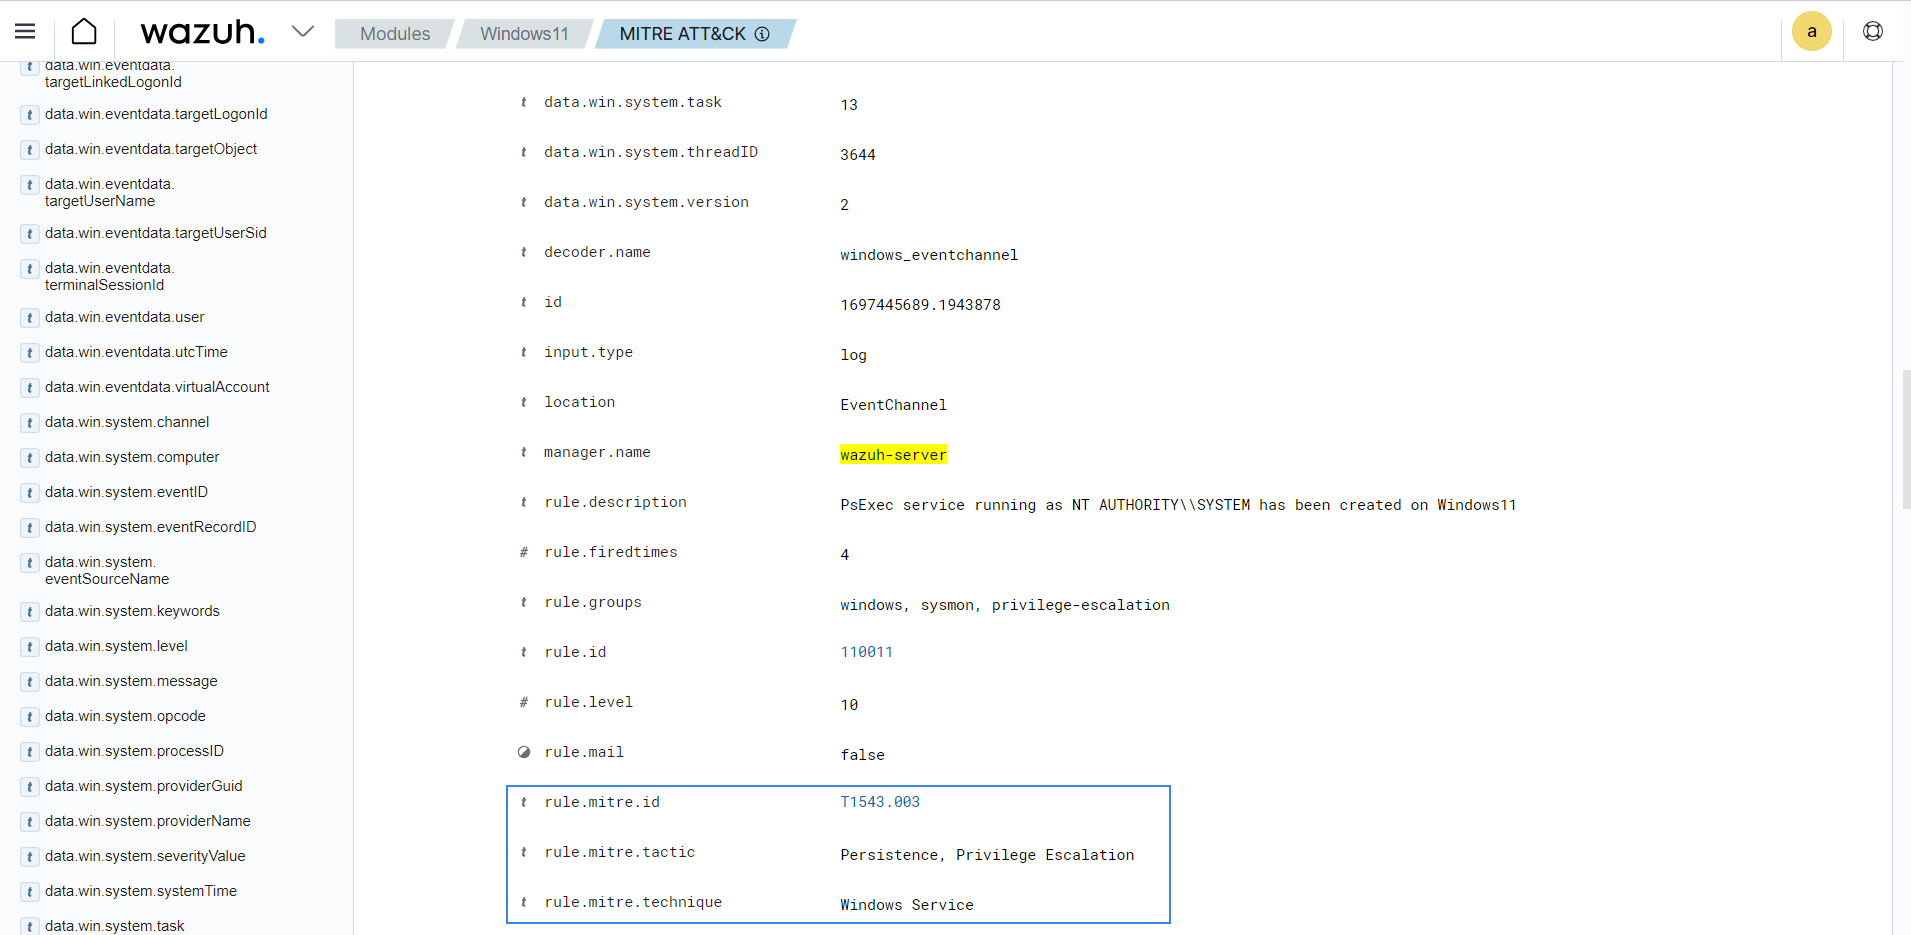 wazuh.
Modules
Windows11
MITRE ATT&CK
a
data.win.eventdata.
targetLinkedLogonId
data.win.eventdata.targetLogonId
data.win.eventdata.targetObject
data.win.eventdata.
targetUserName
data.win.eventdata.targetUserSid
data.win.eventdata.
terminalSessionId
data.win.eventdata.user
data.win.eventdata.utcTime
data.win.eventdata.virtualAccount
data.win.system.channel
data.win.system.computer
data.win.system.eventID
data.win.system.eventRecordID
data.win.system.
eventSourceName
data.win.system.keywords
data.win.system.level
data.win.system.message
data.win.system.opcode
data.win.system.processID
data.win.system.providerGuid
data.win.system.providerName
data.win.system.severityValue
data.win.system.systemTime
data.win.system.task
t data.win.system.task 13
t data.win.system.threadID 3644
t data.win.system.version 2
t decoder.name windows_eventchannel
t id 1697445689.1943878
t input.type log
t location EventChannel
t manager.name wazuh-server
t rule.description PsExec service running as NT AUTHORITY\\SYSTEM has been created on Windows11
# rule.firedtimes 4
t rule.groups windows, sysmon, privilege-escalation
t rule.id 110011
# rule.level 10
rule.mail false
t rule.mitre.id T1543.003
t rule.mitre.tactic Persistence, Privilege Escalation
t rule.mitre.technique Windows Service